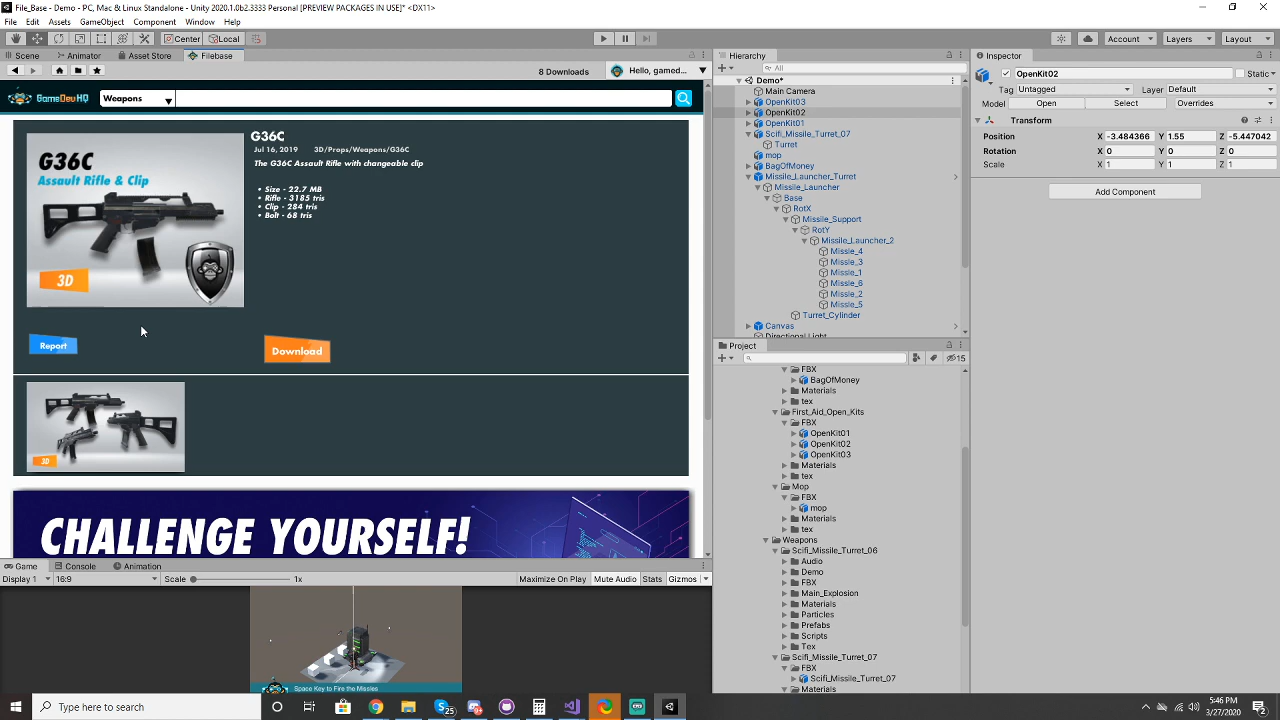 File_Base - Demo - PC, Mac & Linux Standalone - Unity 2020.1.0b2.X333 Personal [PREVIEW PACKAGES IN USE]* <DX11>
File Edit Assets GameObject Component Window Help
Center Local Account Layers Layout
Scene Animator Asset Store Filebase
8 Downloads Hello, gamed...
GameDevHQ Weapons
G36C
Jul 16, 2019 3D/Props/Weapons/G36C
The G36C Assault Rifle with changeable clip
• Size - 22.7 MB
• Rifle - 3185 tris
• Clip - 284 tris
• Bolt - 68 tris
G36C
Assault Rifle & Clip
3D
Report
Download
3D
CHALLENGE YOURSELF!
Game Console Animation
Display 1 16:9 Scale 1x Maximize On Play Mute Audio Stats Gizmos
Space Key to Fire the Missles
Hierarchy
All
Demo*
Main Camera
OpenKit03
OpenKit02
OpenKit01
Scifi_Missile_Turret_07
Turret
mop
BagOfMoney
Missile_Launcher_Turret
Missile_Launcher
Base
RotX
Missile_Support
RotY
Missile_Launcher_2
Missle_4
Missle_3
Missle_1
Missle_6
Missle_2
Missle_5
Turret_Cylinder
Canvas
Directional Light
Project
15
FBX
BagOfMoney
Materials
tex
First_Aid_Open_Kits
FBX
OpenKit01
OpenKit02
OpenKit03
Materials
tex
Mop
FBX
mop
Materials
tex
Weapons
Scifi_Missile_Turret_06
Audio
Demo
FBX
Main_Explosion
Materials
Particles
Prefabs
Scripts
Tex
Scifi_Missile_Turret_07
FBX
Scifi_Missile_Turret_07
Materials
Inspector
OpenKit02 Static
Tag Untagged Layer Default
Model Open Select Overrides
Transform
Position X -3.484366 Y 1.55 Z -5.447042
Rotation X 0 Y 0 Z 0
Scale X 1 Y 1 Z 1
Add Component
Type here to search
25
5:46 PM
3/27/2020